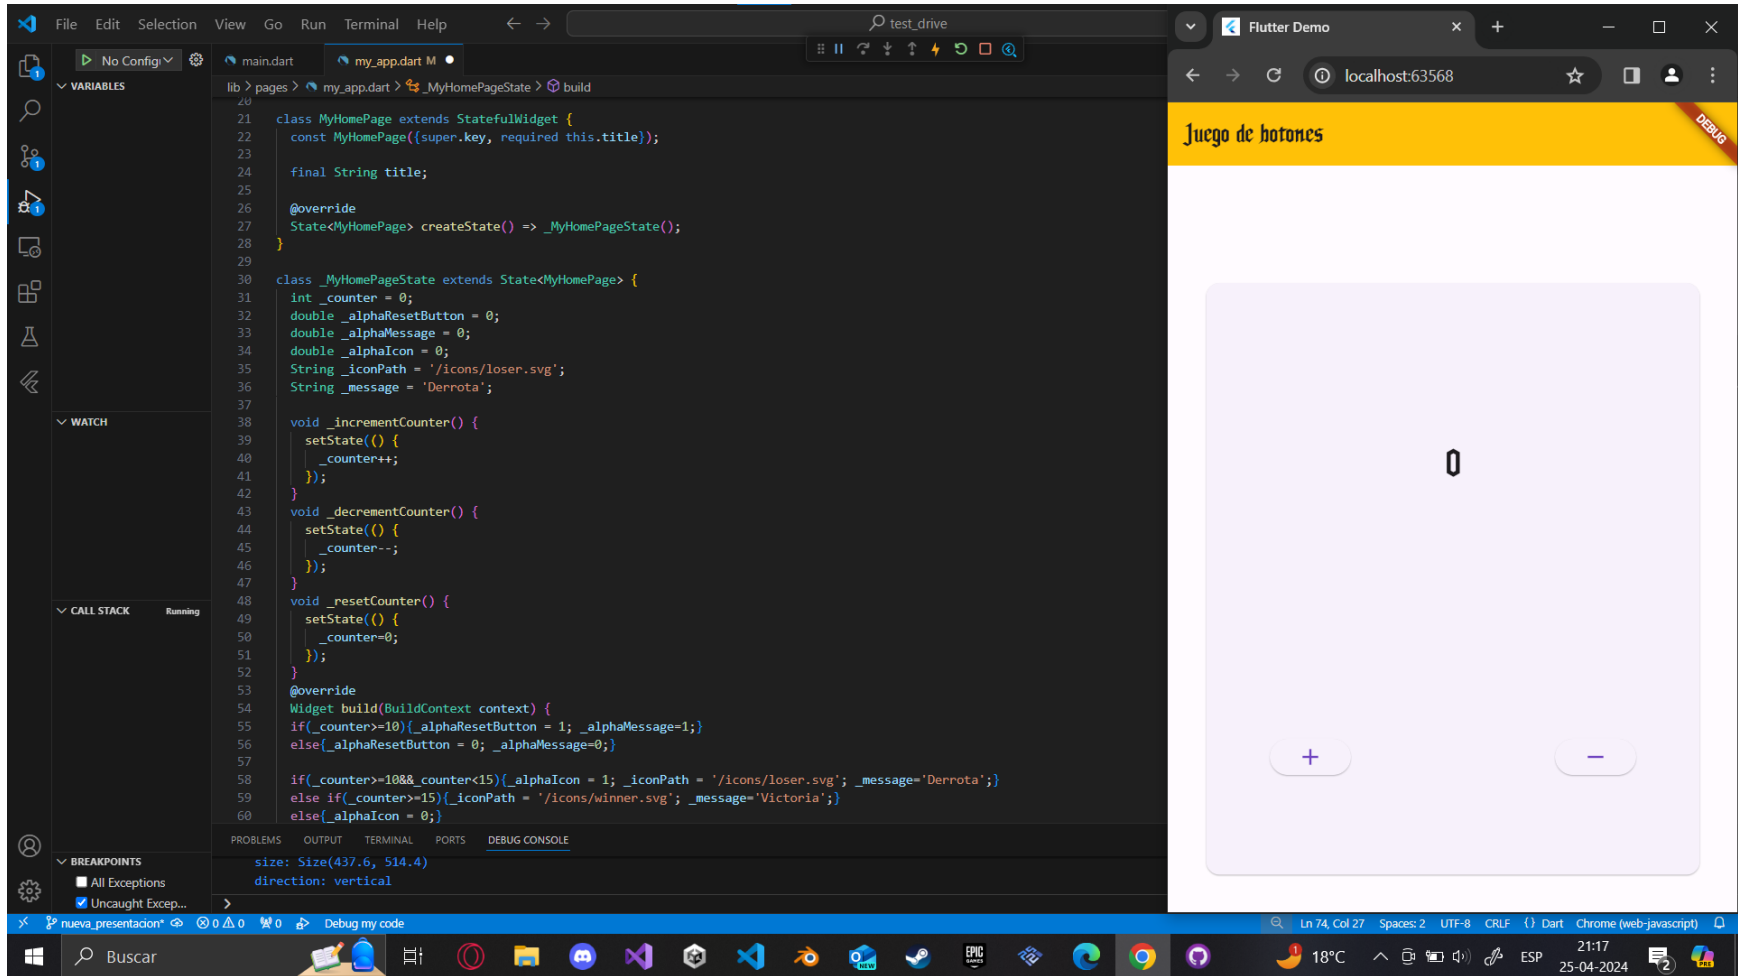 File Edit Selection View Go Run Terminal Help
test_drive
No Config
VARIABLES
WATCH
CALL STACK Running
BREAKPOINTS
All Exceptions
Uncaught Excep...
main.dart my_app.dart M
lib > pages > my_app.dart > _MyHomePageState > build
20
21 class MyHomePage extends StatefulWidget {
22 const MyHomePage({super.key, required this.title});
23
24 final String title;
25
26 @override
27 State<MyHomePage> createState() => _MyHomePageState();
28 }
29
30 class _MyHomePageState extends State<MyHomePage> {
31 int _counter = 0;
32 double _alphaResetButton = 0;
33 double _alphaMessage = 0;
34 double _alphaIcon = 0;
35 String _iconPath = '/icons/loser.svg';
36 String _message = 'Derrota';
37
38 void _incrementCounter() {
39 setState(() {
40 _counter++;
41 });
42 }
43 void _decrementCounter() {
44 setState(() {
45 _counter--;
46 });
47 }
48 void _resetCounter() {
49 setState(() {
50 _counter=0;
51 });
52 }
53 @override
54 Widget build(BuildContext context) {
55 if(_counter>=10){_alphaResetButton = 1; _alphaMessage=1;}
56 else{_alphaResetButton = 0; _alphaMessage=0;}
57
58 if(_counter>=10&&_counter<15){_alphaIcon = 1; _iconPath = '/icons/loser.svg'; _message='Derrota';}
59 else if(_counter>=15){_iconPath = '/icons/winner.svg'; _message='Victoria';}
60 else{_alphaIcon = 0;}
PROBLEMS OUTPUT TERMINAL PORTS DEBUG CONSOLE
size: Size(437.6, 514.4)
direction: vertical
>
Flutter Demo
localhost:63568
Juego de botones
DEBUG
0
+ −
nueva_presentacion* 0 0 0 Debug my code
Ln 74, Col 27 Spaces: 2 UTF-8 CRLF {} Dart Chrome (web-javascript)
Buscar
NEW
EPIC GAMES
1
18°C
ESP
21:17
25-04-2024
2
PRE